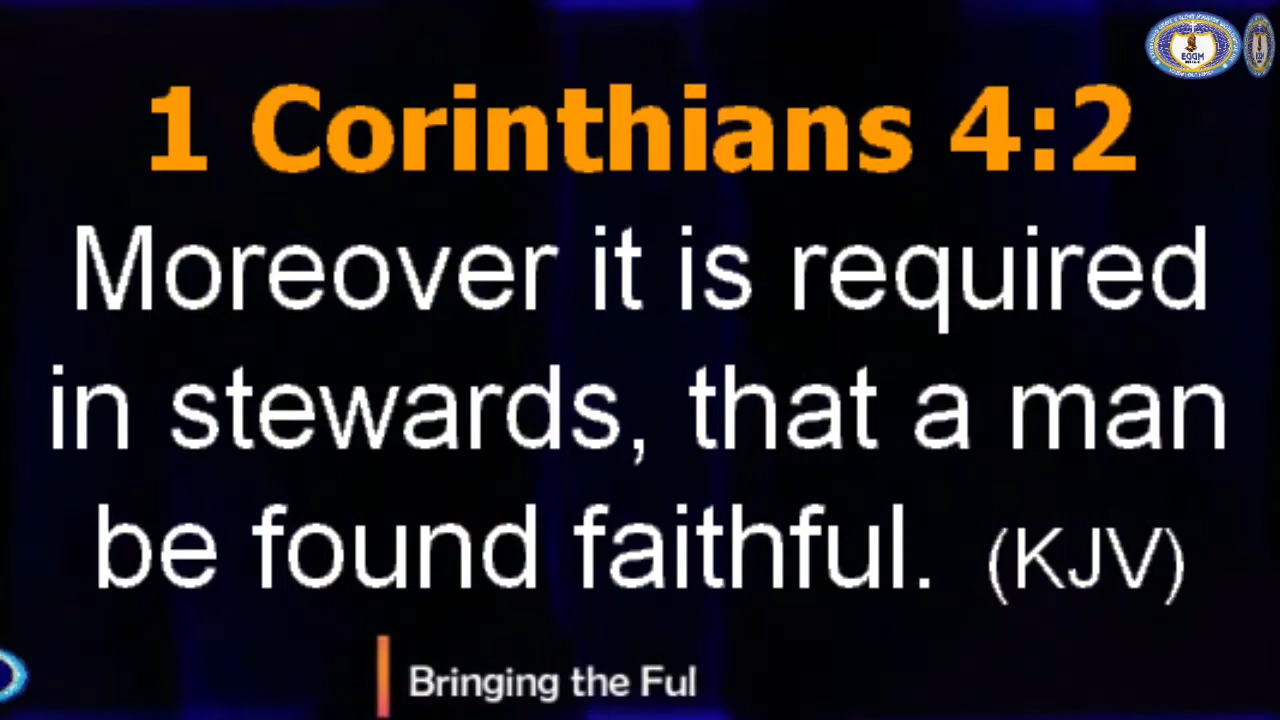 1 Corinthians 4:2
Moreover it is required
in stewards, that a man
be found faithful. (KJV)
Bringing the Ful
EGGM